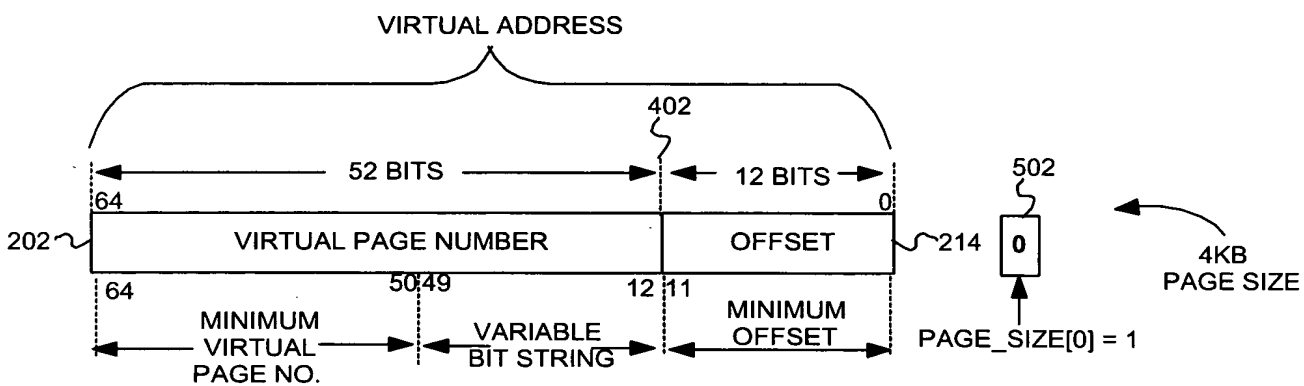 VIRTUAL ADDRESS
402
52 BITS
12 BITS
502
64
0
202
VIRTUAL PAGE NUMBER
OFFSET
214
0
4KB
PAGE SIZE
64
50
49
12
11
MINIMUM
VIRTUAL
PAGE NO.
VARIABLE
BIT STRING
MINIMUM
OFFSET
PAGE_SIZE[0] = 1